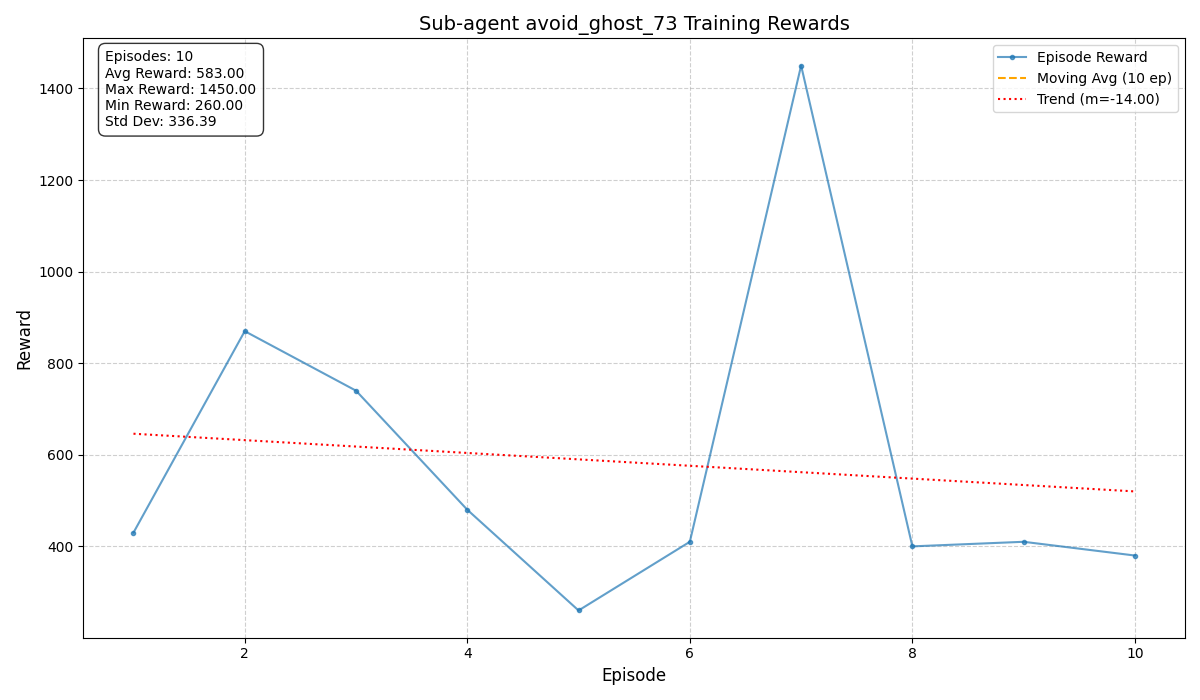 Sub-agent avoid_ghost_73 Training Rewards
Episodes: 10
Avg Reward: 583.00
Max Reward: 1450.00
Min Reward: 260.00
Std Dev: 336.39
Episode Reward
Moving Avg (10 ep)
Trend (m=-14.00)
1400
1200
1000
800
600
400
Reward
2 4 6 8 10
Episode